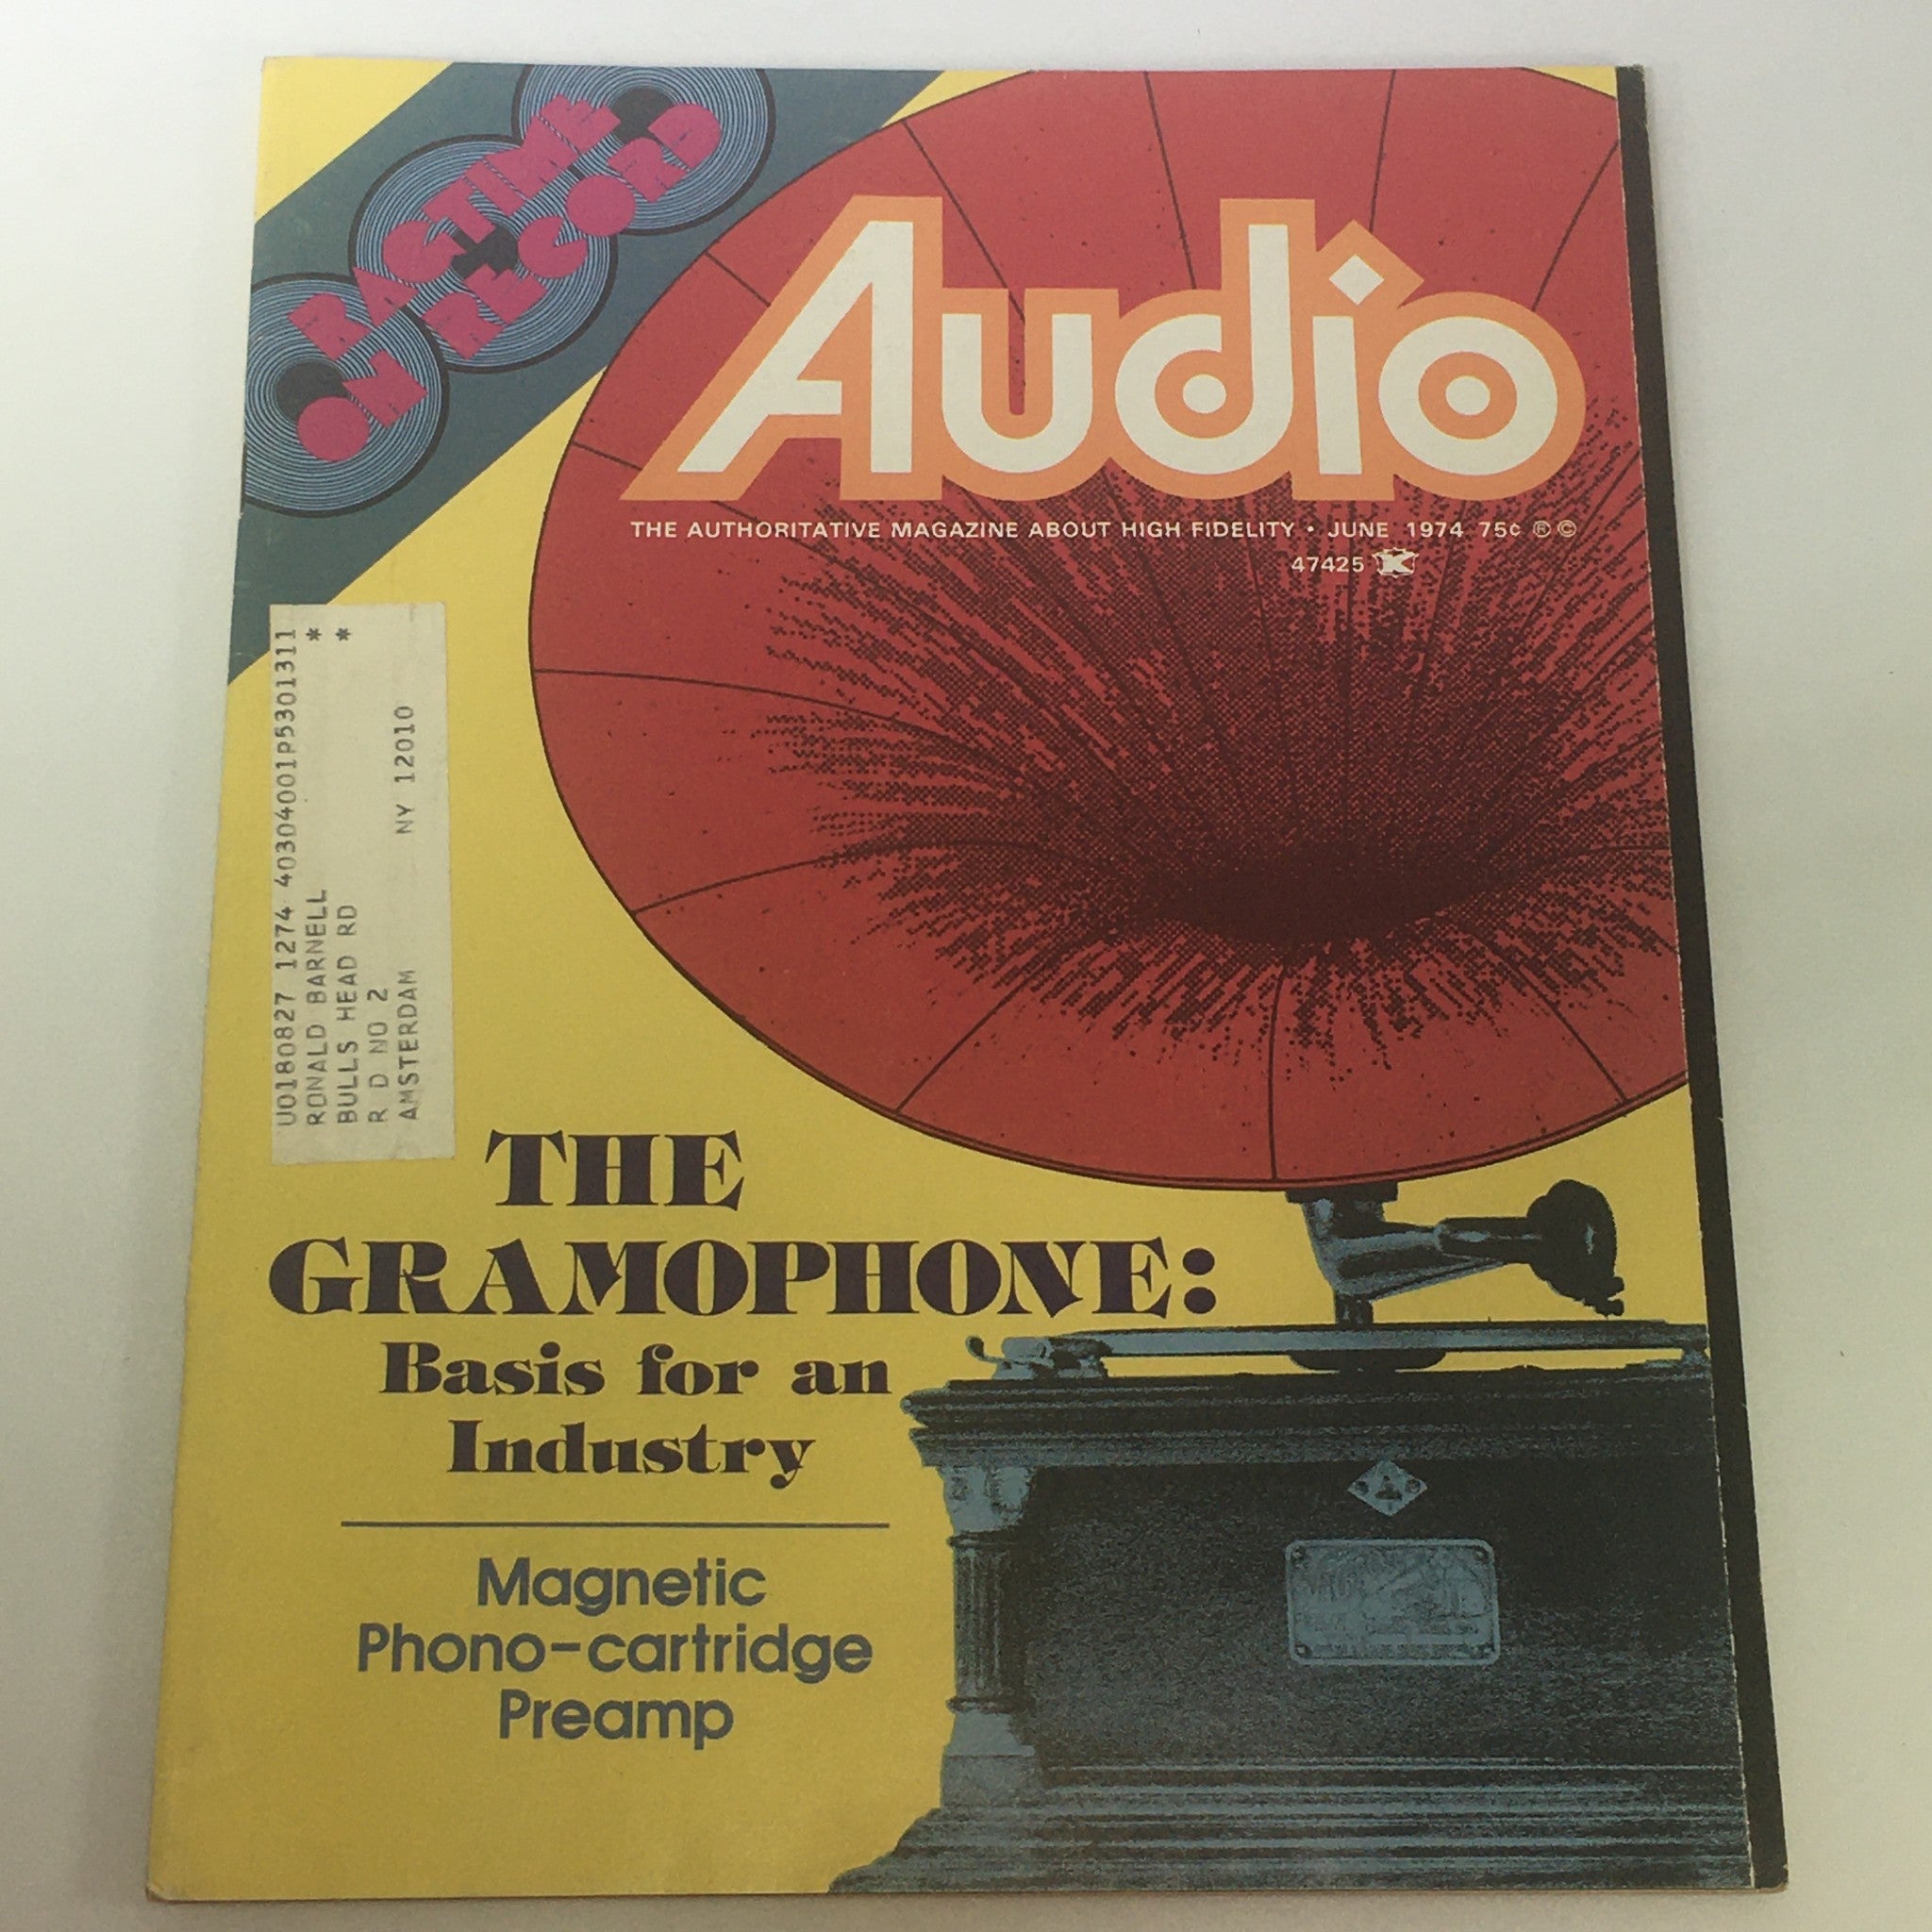 RAGTIME
ON RECORD
Audio
THE AUTHORITATIVE MAGAZINE ABOUT HIGH FIDELITY • JUNE 1974 75¢ ® ©
47425 K
U0180827 1274 40304001P5301311
RONALD BARNELL *
BULLS HEAD RD *
R D NO 2
AMSTERDAM NY 12010
THE
GRAMOPHONE:
Basis for an
Industry
Magnetic
Phono-cartridge
Preamp